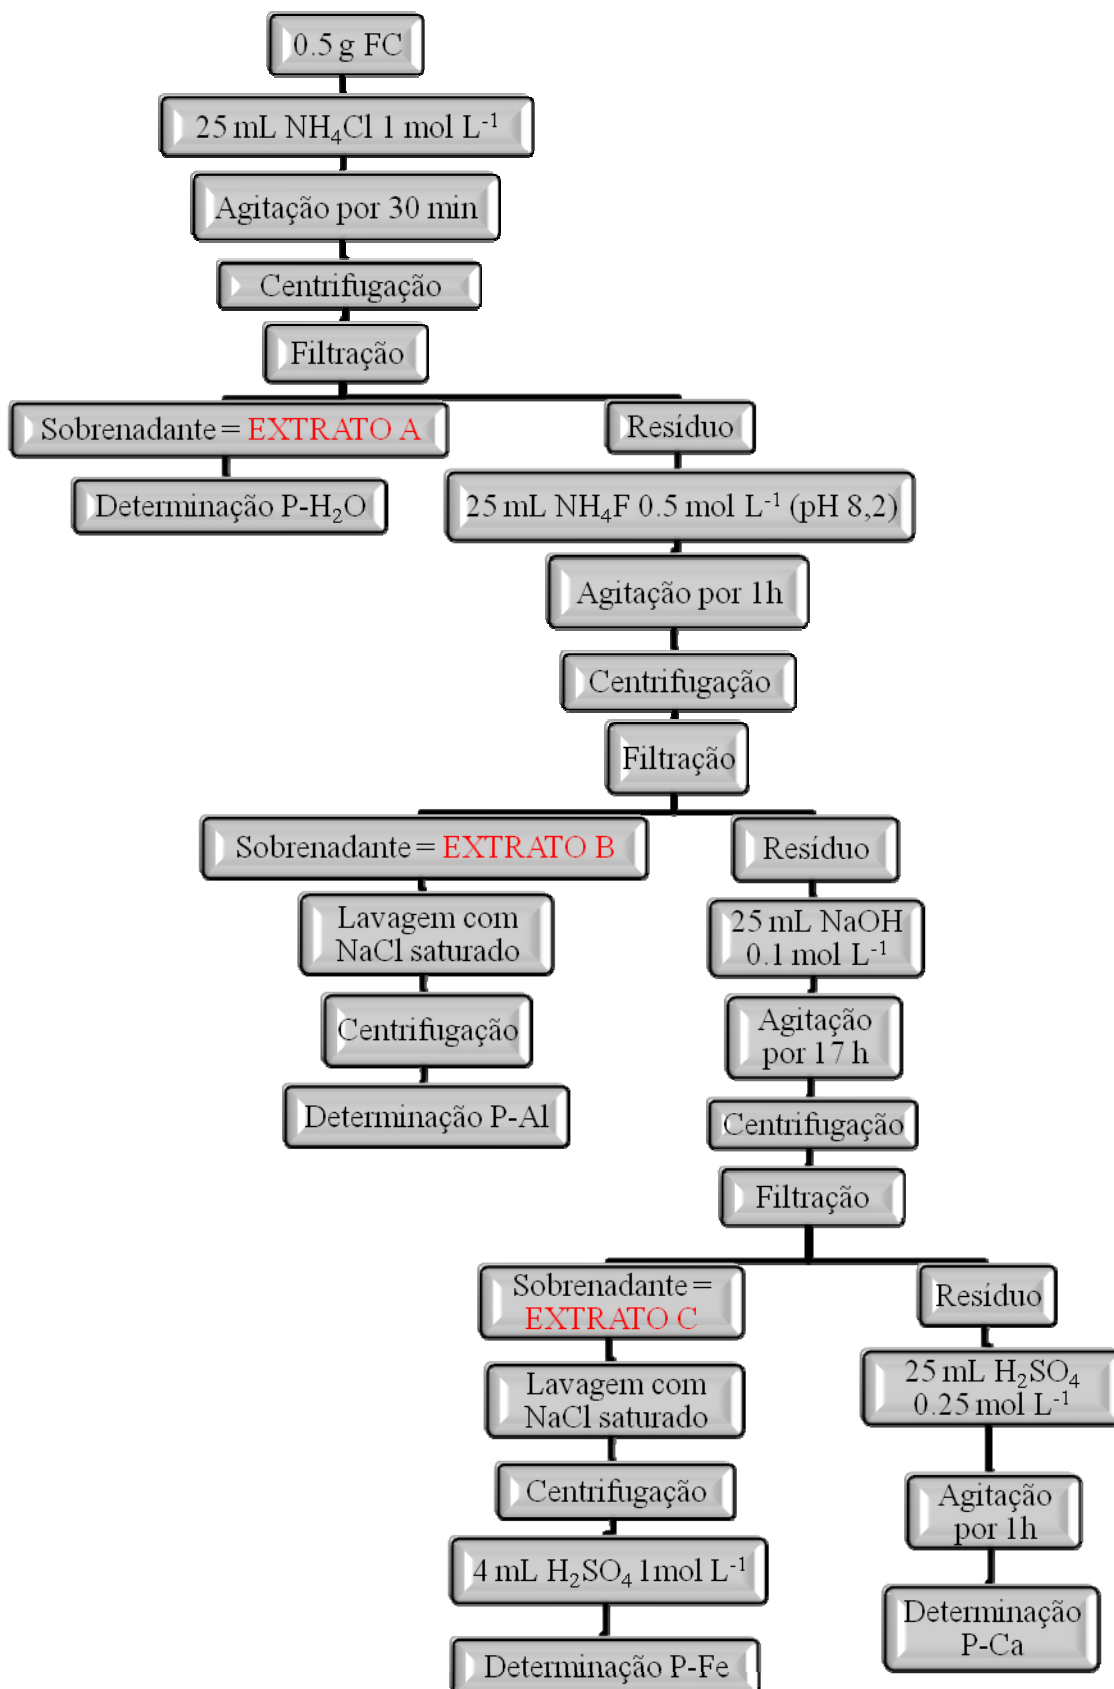 0.5 g FC
25 mL NH₄Cl 1 mol L⁻¹
Agitação por 30 min
Centrifugação
Filtração
Sobrenadante = EXTRATO A
Resíduo
Determinação P-H₂O
25 mL NH₄F 0.5 mol L⁻¹ (pH 8,2)
Agitação por 1h
Centrifugação
Filtração
Sobrenadante = EXTRATO B
Resíduo
Lavagem com
NaCl saturado
25 mL NaOH
0.1 mol L⁻¹
Centrifugação
Agitação
por 17 h
Determinação P-Al
Centrifugação
Filtração
Sobrenadante =
EXTRATO C
Resíduo
Lavagem com
NaCl saturado
25 mL H₂SO₄
0.25 mol L⁻¹
Centrifugação
Agitação
por 1h
4 mL H₂SO₄ 1mol L⁻¹
Determinação
P-Ca
Determinação P-Fe